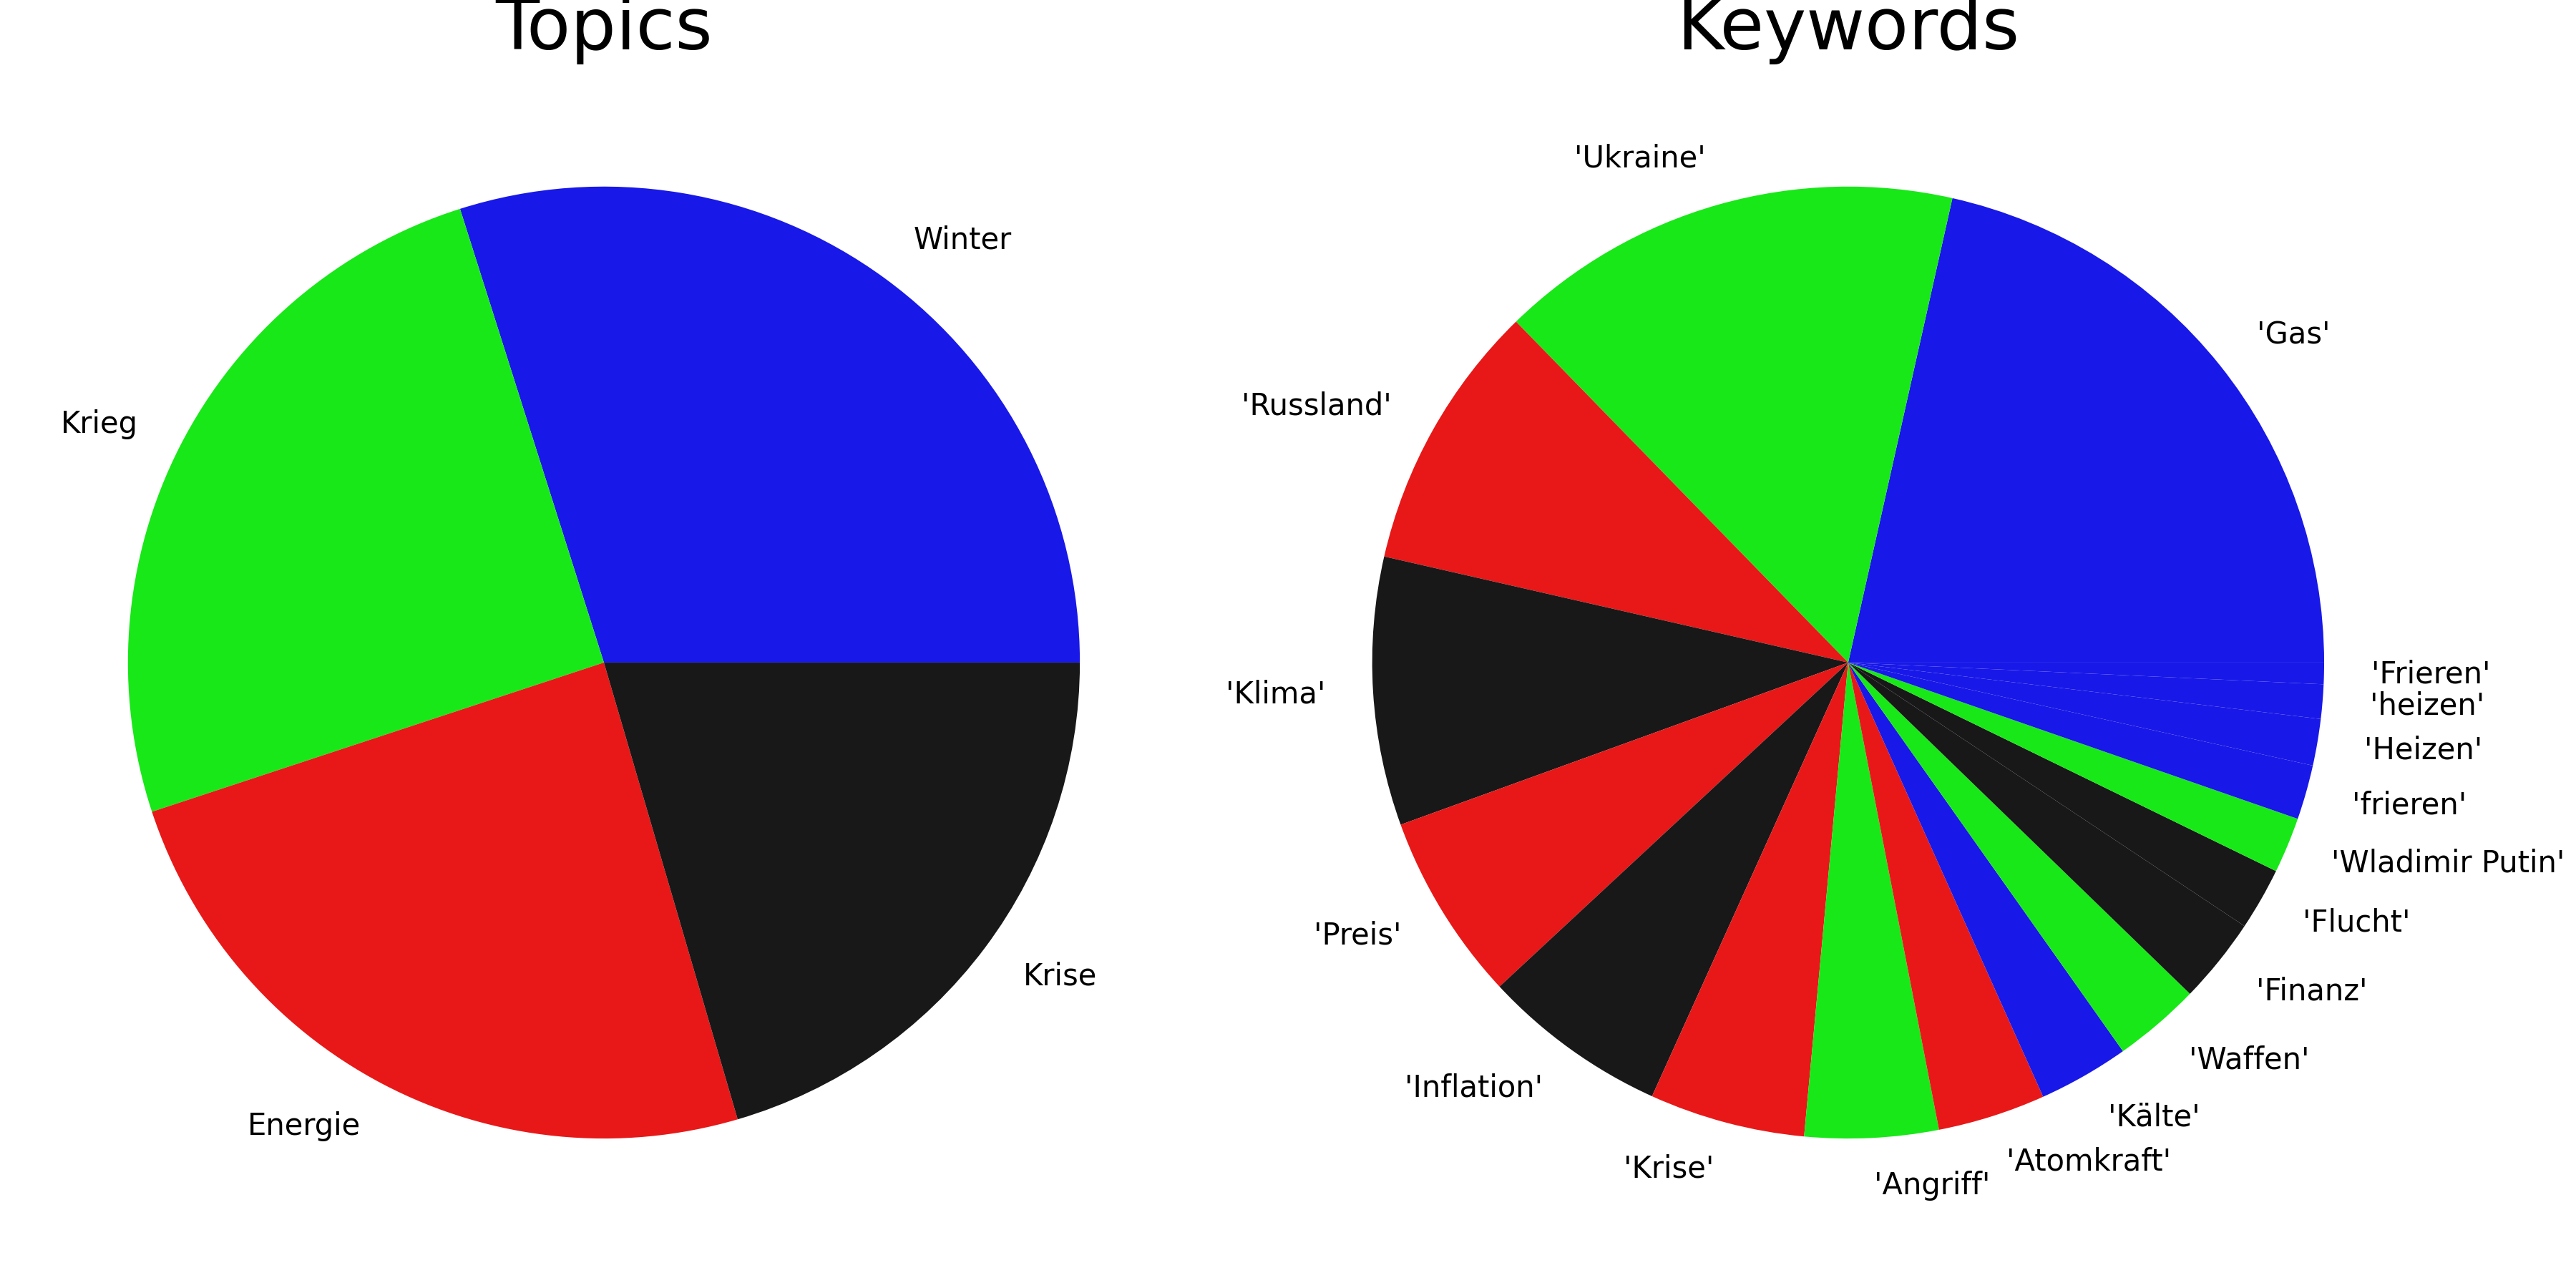 Topics
Winter
Krieg
Energie
Krise
Keywords
'Gas'
'Ukraine'
'Russland'
'Klima'
'Preis'
'Inflation'
'Krise'
'Angriff'
'Atomkraft'
'Kälte'
'Waffen'
'Finanz'
'Flucht'
'Wladimir Putin'
'frieren'
'Heizen'
'heizen'
'Frieren'